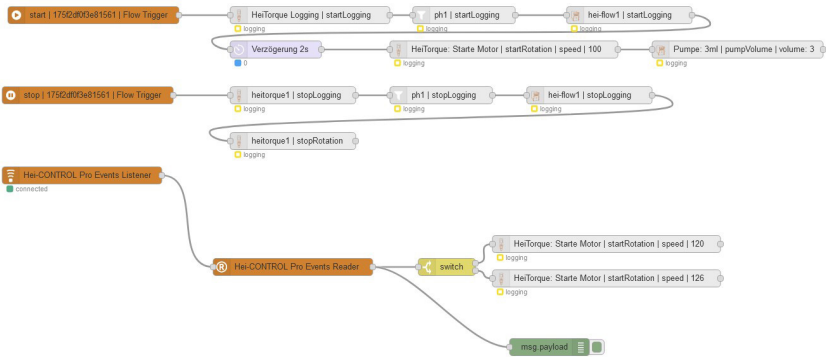 start | 175f2df0f3e81561 | Flow Trigger
HeiTorque Logging | startLogging
logging
ph1 | startLogging
logging
hei-flow1 | startLogging
logging
Verzögerung 2s
0
HeiTorque: Starte Motor | startRotation | speed | 100
logging
Pumpe: 3ml | pumpVolume | volume: 3
logging
stop | 175f2df0f3e81561 | Flow Trigger
heitorque1 | stopLogging
logging
ph1 | stopLogging
logging
hei-flow1 | stopLogging
logging
heitorque1 | stopRotation
logging
Hei-CONTROL Pro Events Listener
connected
Hei-CONTROL Pro Events Reader
switch
HeiTorque: Starte Motor | startRotation | speed | 120
logging
HeiTorque: Starte Motor | startRotation | speed | 126
logging
msg.payload